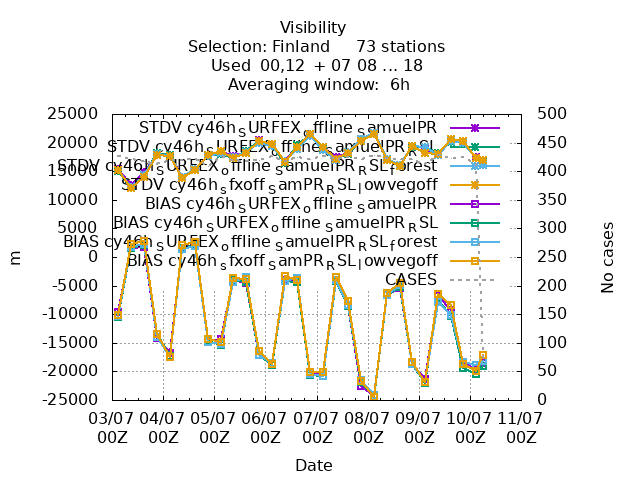 Visibility
Selection: Finland 73 stations
Used 00,12 + 07 08 ... 18
Averaging window: 6h
25000
20000
15000
10000
5000
0
-5000
-10000
-15000
-20000
-25000
m
500
450
400
350
300
250
200
150
100
50
0
No cases
STDV cy46h_SURFEX_offline_SamuelPR
STDV cy46h_SURFEX_offline_SamuelPR_RSL
STDV cy46h_SURFEX_offline_SamuelPR_RSL_forest
STDV cy46h_sfxoff_SamPR_RSL_lowvegoff
BIAS cy46h_SURFEX_offline_SamuelPR
BIAS cy46h_SURFEX_offline_SamuelPR_RSL
BIAS cy46h_SURFEX_offline_SamuelPR_RSL_forest
BIAS cy46h_sfxoff_SamPR_RSL_lowvegoff
CASES
03/07 04/07 05/07 06/07 07/07 08/07 09/07 10/07 11/07
00Z 00Z 00Z 00Z 00Z 00Z 00Z 00Z 00Z
Date